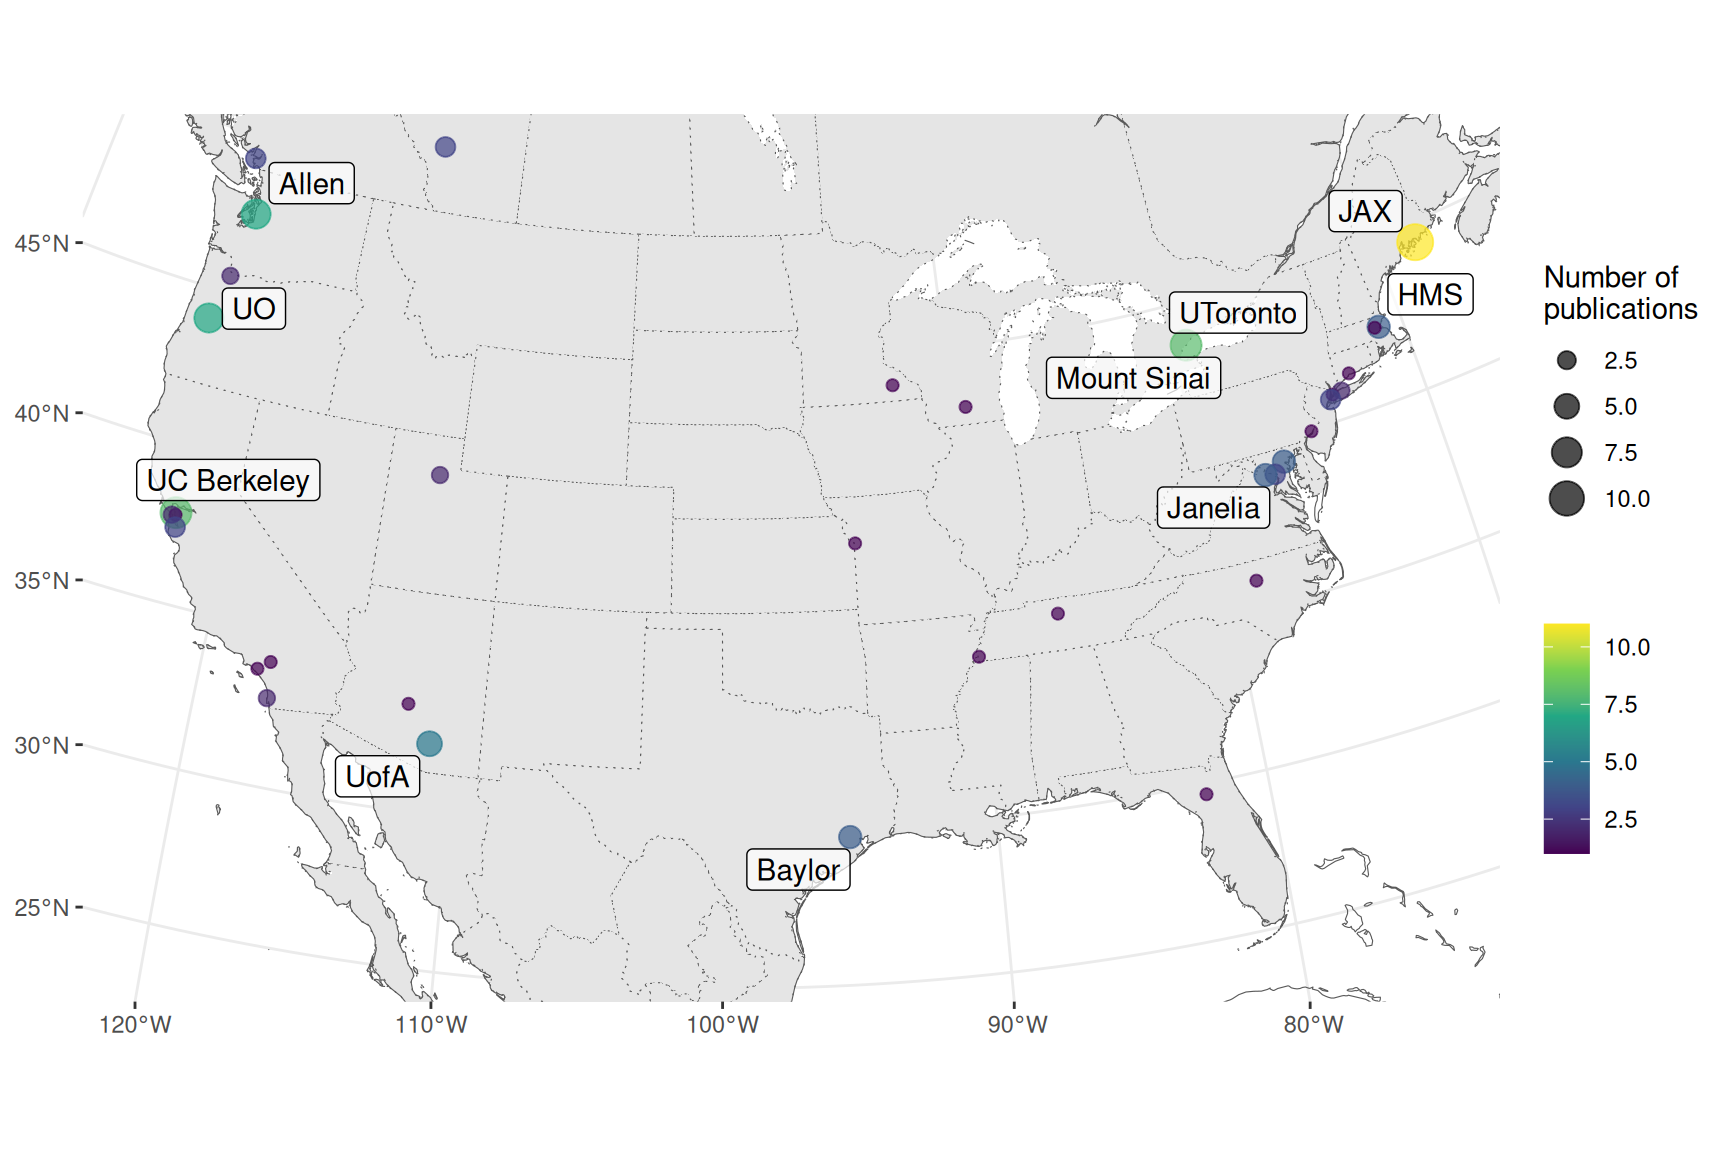 Allen
JAX
45°N
HMS
UO
UToronto
Mount Sinai
40°N
UC Berkeley
Janelia
35°N
30°N
UofA
Baylor
25°N
120°W
110°W
100°W
90°W
80°W
Number of
publications
2.5
5.0
7.5
10.0
10.0
7.5
5.0
2.5